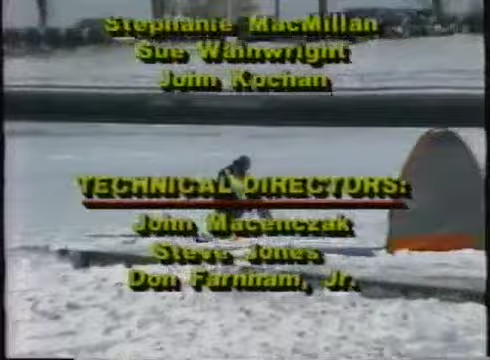 Stephanie MacMillan
Sue Wainwright
John Kochan
TECHNICAL DIRECTORS:
John Macenczak
Steve Jones
Don Farnham, Jr.